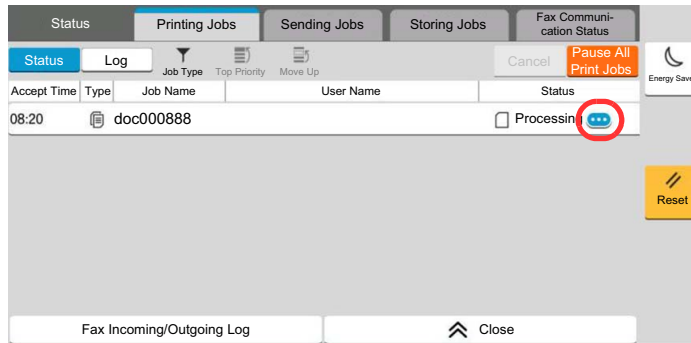 Status
Printing Jobs
Sending Jobs
Storing Jobs
Fax Communi-
cation Status
Status
Log
Job Type
Top Priority
Move Up
Cancel
Pause All
Print Jobs
Energy Save
Accept Time Type Job Name User Name Status
08:20 doc000888 Processing
Reset
Fax Incoming/Outgoing Log
Close